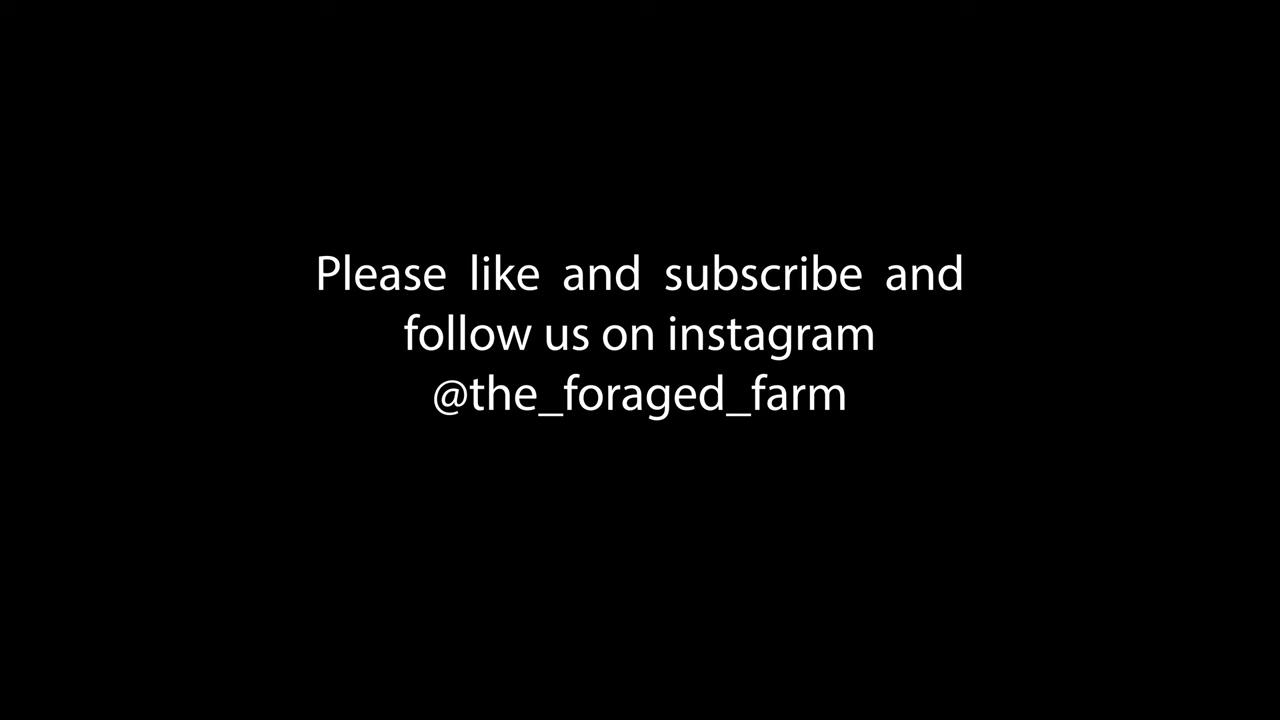 Please like and subscribe and
follow us on instagram
@the_foraged_farm